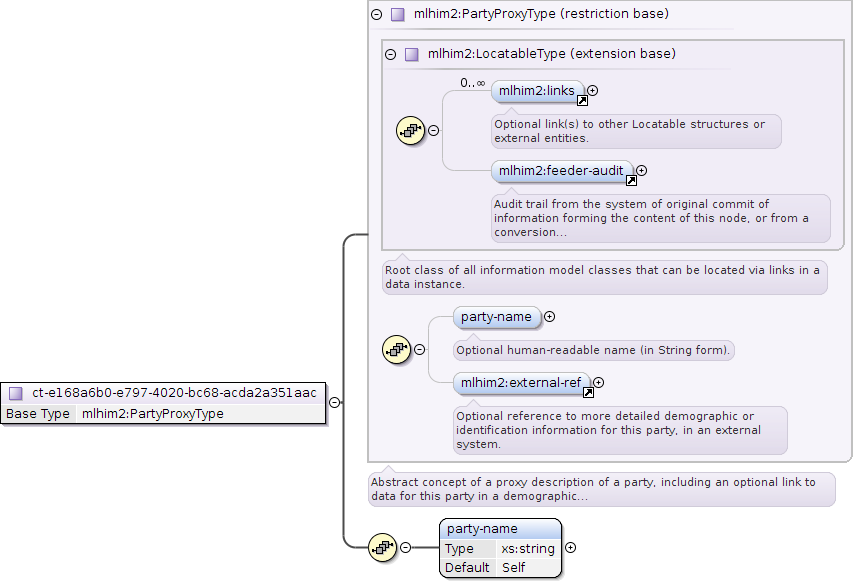 mlhim2:PartyProxyType (restriction base)
mlhim2:LocatableType (extension base)
0..∞
mlhim2:links
Optional link(s) to other Locatable structures or
external entities.
mlhim2:feeder-audit
Audit trail from the system of original commit of
information forming the content of this node, or from a
conversion...
Root class of all information model classes that can be located via links in a
data instance.
party-name
Optional human-readable name (in String form).
mlhim2:external-ref
Optional reference to more detailed demographic or
identification information for this party, in an external
system.
ct-e168a6b0-e797-4020-bc68-acda2a351aac
Base Type mlhim2:PartyProxyType
Abstract concept of a proxy description of a party, including an optional link to
data for this party in a demographic...
party-name
Type xs:string
Default Self